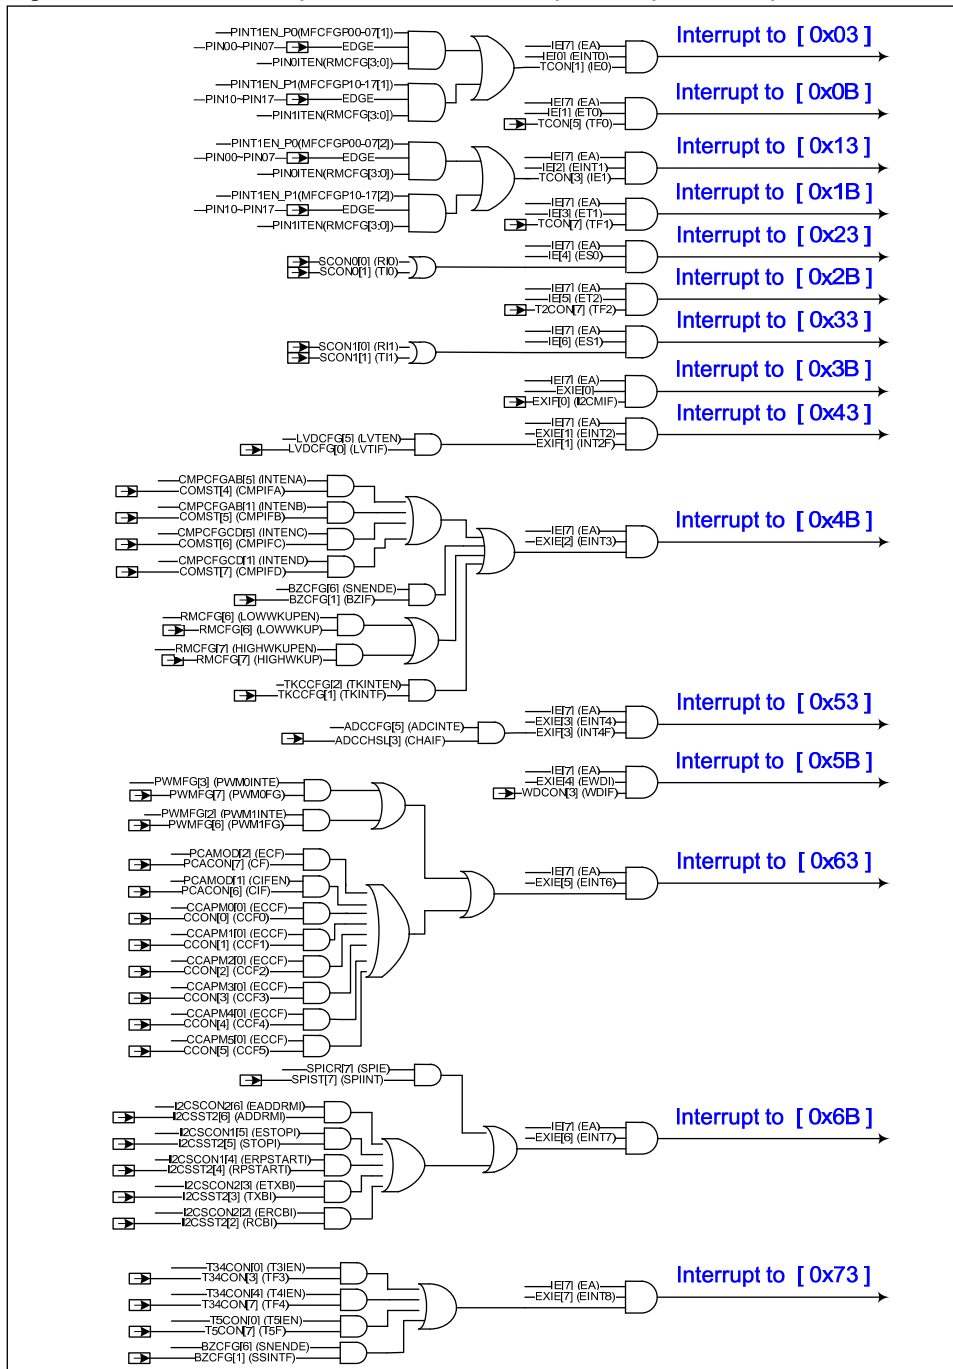 PINT1EN_P0(MFCFGP00-07[1])
PIN00~PIN07 EDGE
PIN0ITEN(RMCFG[3:0])
IE[7] (EA)
IE[0] (EINT0)
TCON[1] (IE0)
Interrupt to [ 0x03 ]
PINT1EN_P1(MFCFGP10-17[1])
PIN10~PIN17 EDGE
PIN1ITEN(RMCFG[3:0])
IE[7] (EA)
IE[1] (ET0)
TCON[5] (TF0)
Interrupt to [ 0x0B ]
PINT1EN_P0(MFCFGP00-07[2])
PIN00~PIN07 EDGE
PIN0ITEN(RMCFG[3:0])
IE[7] (EA)
IE[2] (EINT1)
TCON[3] (IE1)
Interrupt to [ 0x13 ]
PINT1EN_P1(MFCFGP10-17[2])
PIN10~PIN17 EDGE
PIN1ITEN(RMCFG[3:0])
IE[7] (EA)
IE[3] (ET1)
TCON[7] (TF1)
Interrupt to [ 0x1B ]
SCON0[0] (RI0)
SCON0[1] (TI0)
IE[7] (EA)
IE[4] (ES0)
Interrupt to [ 0x23 ]
IE[7] (EA)
IE[5] (ET2)
T2CON[7] (TF2)
Interrupt to [ 0x2B ]
SCON1[0] (RI1)
SCON1[1] (TI1)
IE[7] (EA)
IE[6] (ES1)
Interrupt to [ 0x33 ]
IE[7] (EA)
EXIE[0]
EXIF[0] (I2CMIF)
Interrupt to [ 0x3B ]
LVDCFG[5] (LVTEN)
LVDCFG[0] (LVTIF)
IE[7] (EA)
EXIE[1] (EINT2)
EXIF[1] (INT2F)
Interrupt to [ 0x43 ]
CMPCFGAB[5] (INTENA)
COMST[4] (CMPIFA)
CMPCFGAB[1] (INTENB)
COMST[5] (CMPIFB)
CMPCFGCD[5] (INTENC)
COMST[6] (CMPIFC)
CMPCFGCD[1] (INTEND)
COMST[7] (CMPIFD)
BZCFG[6] (SNENDE)
BZCFG[1] (BZIF)
RMCFG[6] (LOWWKUPEN)
RMCFG[6] (LOWWKUP)
RMCFG[7] (HIGHWKUPEN)
RMCFG[7] (HIGHWKUP)
TKCCFG[2] (TKINTEN)
TKCCFG[1] (TKINTF)
IE[7] (EA)
EXIE[2] (EINT3)
Interrupt to [ 0x4B ]
ADCCFG[5] (ADCINTE)
ADCCHSL[3] (CHAIF)
IE[7] (EA)
EXIE[3] (EINT4)
EXIF[3] (INT4F)
Interrupt to [ 0x53 ]
IE[7] (EA)
EXIE[4] (EWDI)
WDCON[3] (WDIF)
Interrupt to [ 0x5B ]
PWMFG[3] (PWM0INTE)
PWMFG[7] (PWM0FG)
PWMFG[2] (PWM1INTE)
PWMFG[6] (PWM1FG)
PCAMOD[2] (ECF)
PCACON[7] (CF)
PCAMOD[1] (CIFEN)
PCACON[6] (CIF)
CCAPM0[0] (ECCF)
CCON[0] (CCF0)
CCAPM1[0] (ECCF)
CCON[1] (CCF1)
CCAPM2[0] (ECCF)
CCON[2] (CCF2)
CCAPM3[0] (ECCF)
CCON[3] (CCF3)
CCAPM4[0] (ECCF)
CCON[4] (CCF4)
CCAPM5[0] (ECCF)
CCON[5] (CCF5)
IE[7] (EA)
EXIE[5] (EINT6)
Interrupt to [ 0x63 ]
SPICR[7] (SPIE)
SPIST[7] (SPIINT)
I2CSCON2[6] (EADDRMI)
I2CSST2[6] (ADDRMI)
I2CSCON1[5] (ESTOPI)
I2CSST2[5] (STOPI)
I2CSCON1[4] (ERPSTARTI)
I2CSST2[4] (RPSTARTI)
I2CSCON2[3] (ETXBI)
I2CSST2[3] (TXBI)
I2CSCON2[2] (ERCBI)
I2CSST2[2] (RCBI)
IE[7] (EA)
EXIE[6] (EINT7)
Interrupt to [ 0x6B ]
T34CON[0] (T3IEN)
T34CON[3] (TF3)
T34CON[4] (T4IEN)
T34CON[7] (TF4)
T5CON[0] (T5IEN)
T5CON[7] (T5F)
BZCFG[6] (SNENDE)
BZCFG[1] (SSINTF)
IE[7] (EA)
EXIE[7] (EINT8)
Interrupt to [ 0x73 ]